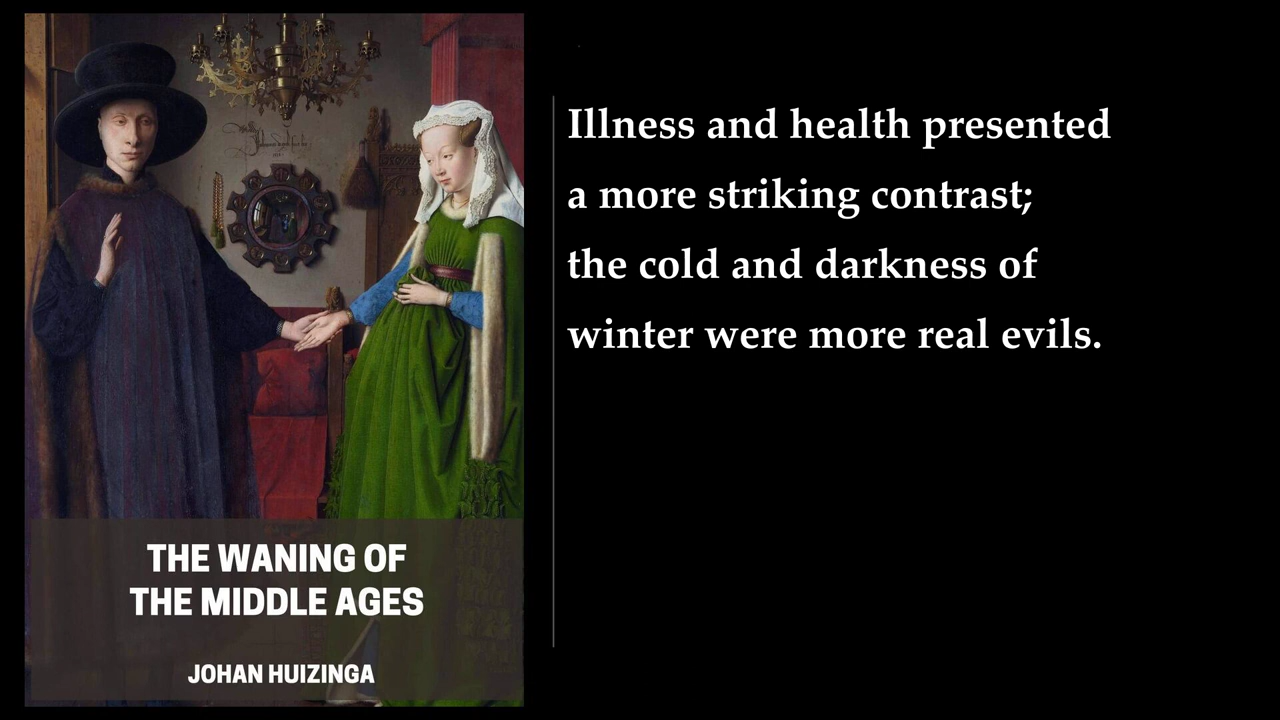 THE WANING OF
THE MIDDLE AGES
JOHAN HUIZINGA
Illness and health presented
a more striking contrast;
the cold and darkness of
winter were more real evils.